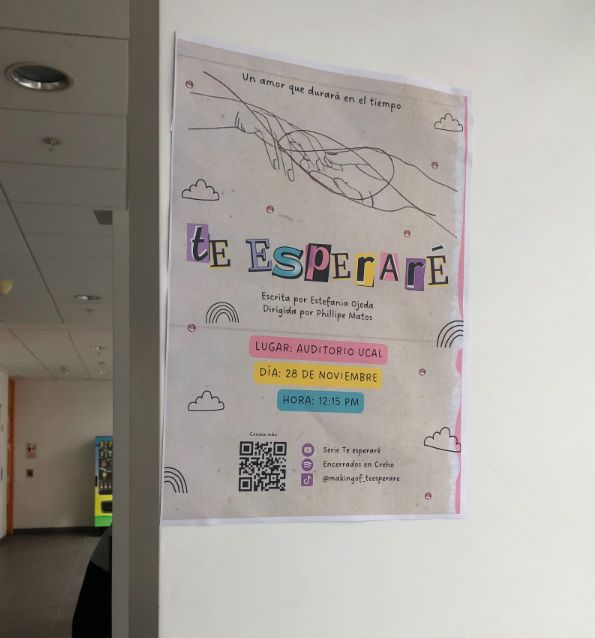 Un amor que durará en el tiempo
tE ESPERARÉ
Escrita por Estefanía Ojeda
Dirigida por Phillipe Matos
LUGAR: AUDITORIO UCAL
DÍA: 28 DE NOVIEMBRE
HORA: 12:15 PM
Conoce más
Serie Te esperaré
Encerrados en Creho
@makingof_teesperare